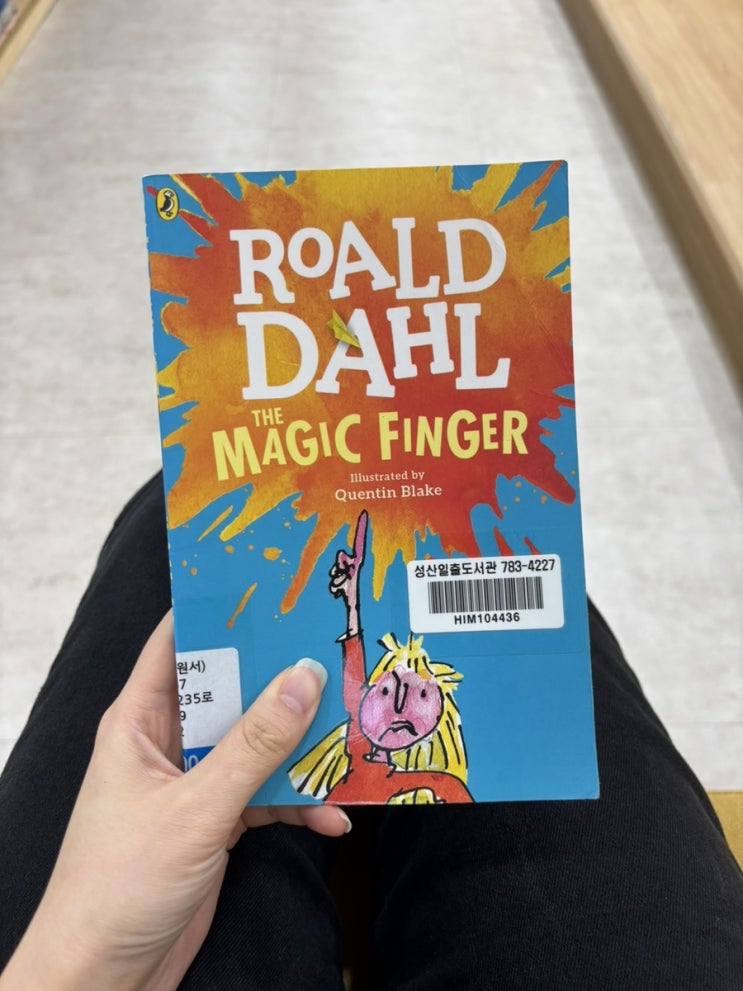 ROALD
DAHL
THE
MAGIC FINGER
Illustrated by
Quentin Blake
성산일출도서관 783-4227
HIM104436
원서)
7
235로
9
2